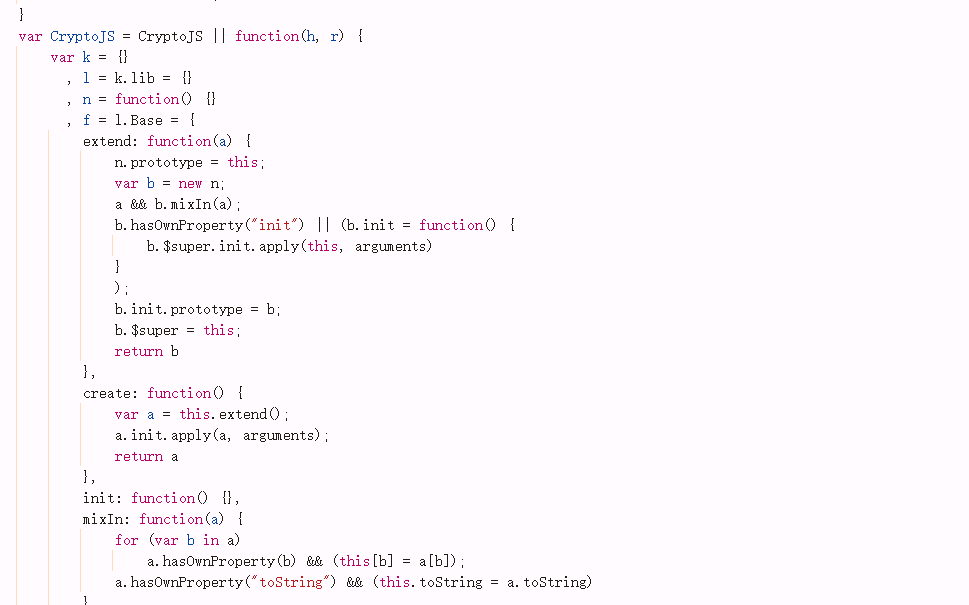 }
var CryptoJS = CryptoJS || function(h, r) {
    var k = {}
      , l = k.lib = {}
      , n = function() {}
      , f = l.Base = {
        extend: function(a) {
            n.prototype = this;
            var b = new n;
            a && b.mixIn(a);
            b.hasOwnProperty("init") || (b.init = function() {
                b.$super.init.apply(this, arguments)
            }
            );
            b.init.prototype = b;
            b.$super = this;
            return b
        },
        create: function() {
            var a = this.extend();
            a.init.apply(a, arguments);
            return a
        },
        init: function() {},
        mixIn: function(a) {
            for (var b in a)
                a.hasOwnProperty(b) && (this[b] = a[b]);
            a.hasOwnProperty("toString") && (this.toString = a.toString)
        }